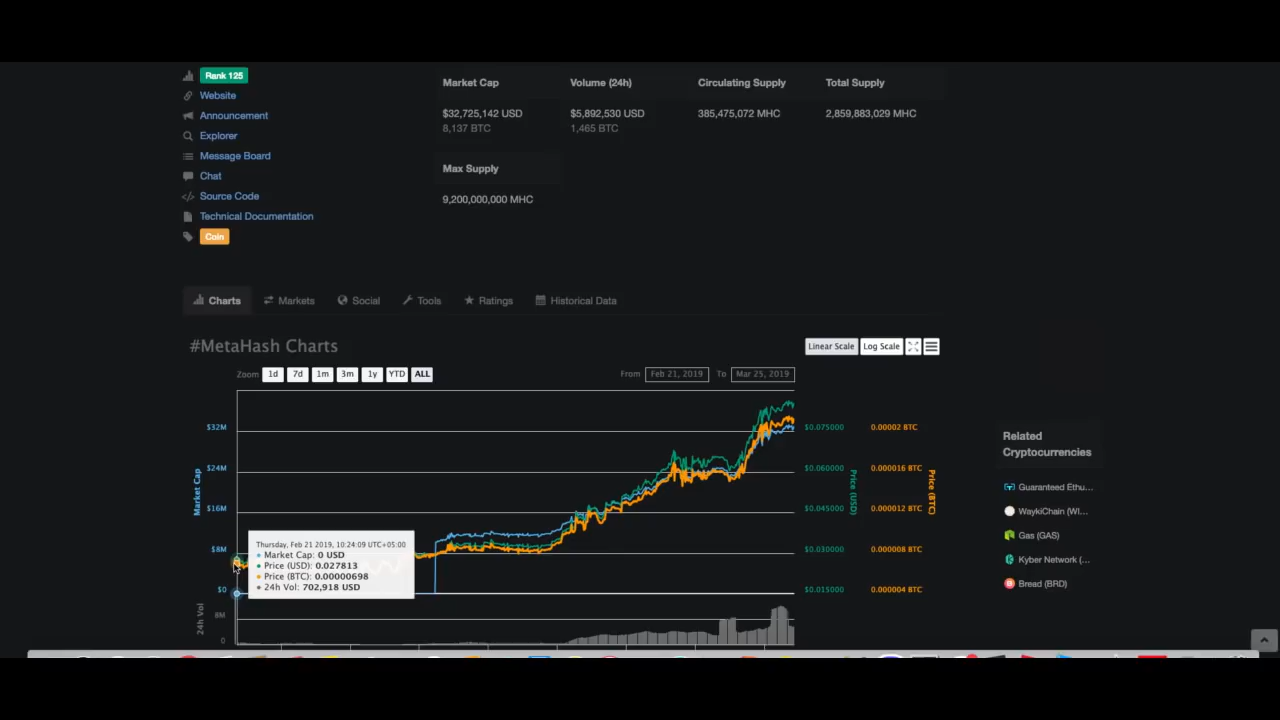 Rank 125
Website
Announcement
Explorer
Message Board
Chat
Source Code
Technical Documentation
Coin
Market Cap Volume (24h) Circulating Supply Total Supply
$32,725,142 USD $5,892,530 USD 385,475,072 MHC 2,859,883,029 MHC
8,137 BTC 1,465 BTC
Max Supply
9,200,000,000 MHC
Charts Markets Social Tools Ratings Historical Data
#MetaHash Charts
Linear Scale Log Scale
Zoom 1d 7d 1m 3m 1y YTD ALL From Feb 21, 2019 To Mar 25, 2019
$32M $0.075000 0.00002 BTC
$24M $0.060000 0.000016 BTC
$16M $0.045000 0.000012 BTC
$8M $0.030000 0.000008 BTC
$0 $0.015000 0.000004 BTC
Market Cap
Price (USD)
Price (BTC)
Thursday, Feb 21 2019, 10:24:09 UTC+05:00
Market Cap: 0 USD
Price (USD): 0.027813
Price (BTC): 0.00000698
24h Vol: 702,918 USD
24h Vol
8M
0
Related
Cryptocurrencies
Guaranteed Ethu...
WaykiChain (WI...
Gas (GAS)
Kyber Network (...
Bread (BRD)